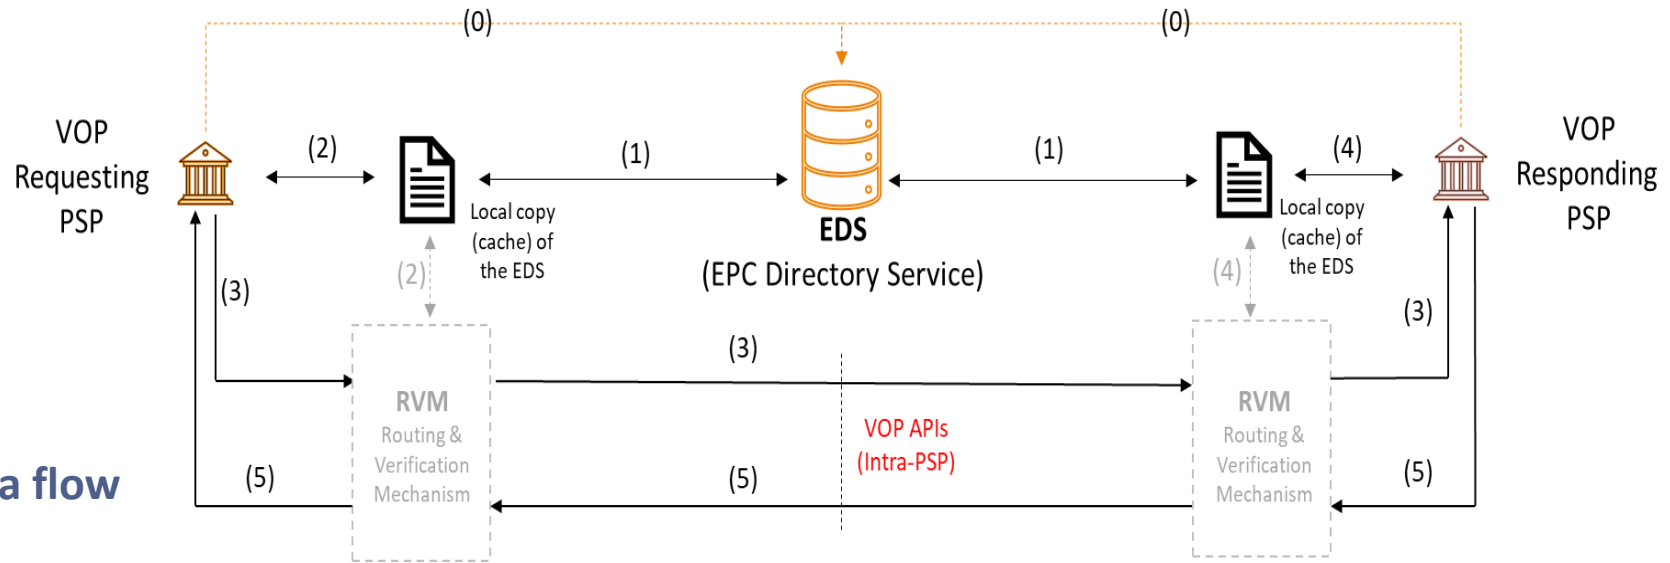 (0)
(0)
VOP
Requesting
PSP
(2)
(1)
(1)
(4)
VOP
Responding
PSP
Local copy
(cache) of
the EDS
EDS
(EPC Directory Service)
Local copy
(cache) of
the EDS
(2)
(4)
(3)
(3)
(3)
RVM
Routing &
Verification
Mechanism
VOP APIs
(Intra-PSP)
RVM
Routing &
Verification
Mechanism
a flow
(5)
(5)
(5)